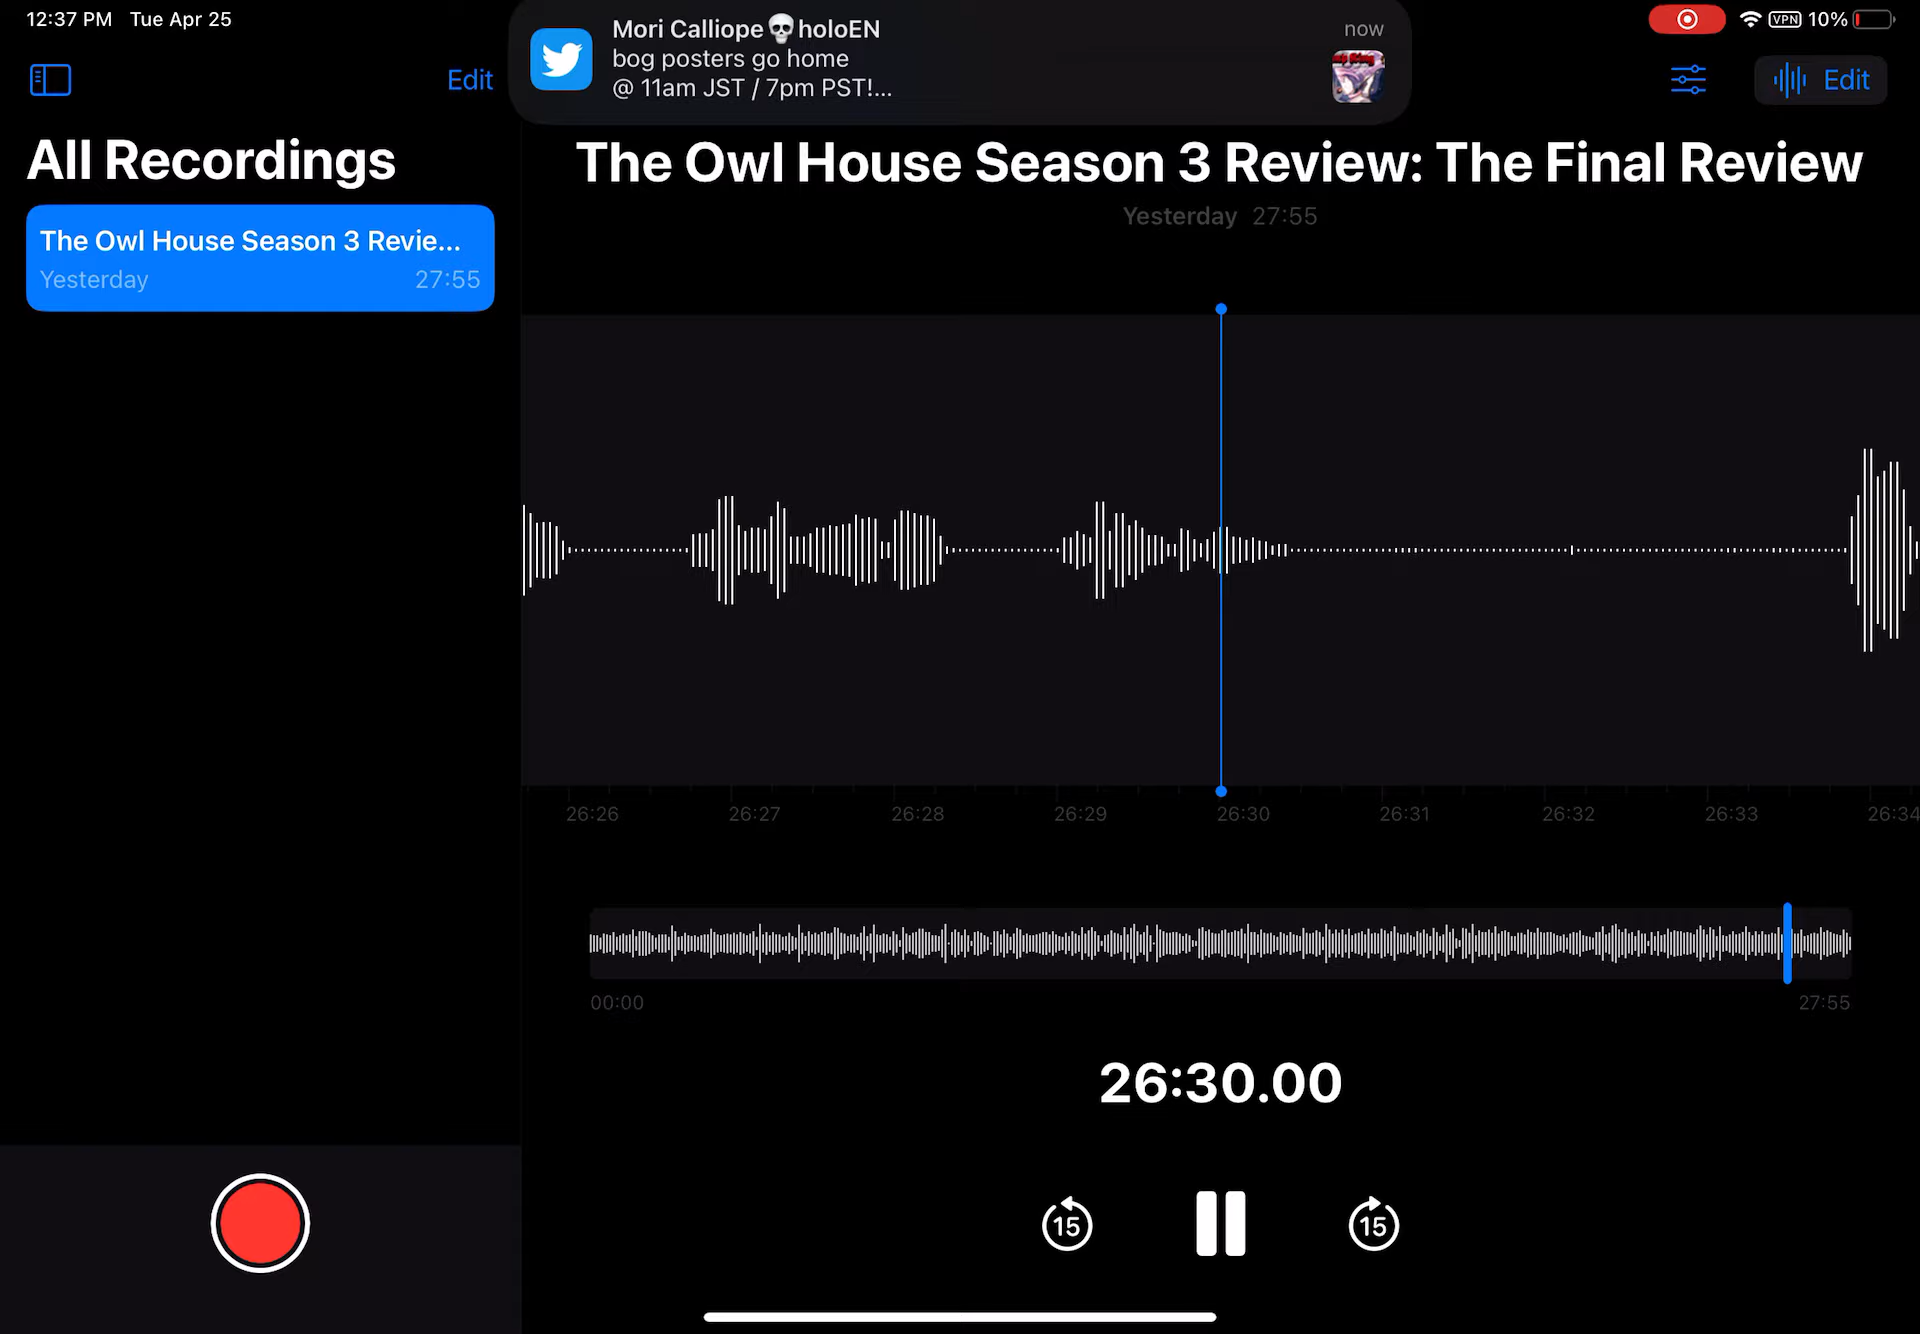 12:37 PM Tue Apr 25
VPN 10%
Mori Calliope💀holoEN
now
bog posters go home
@ 11am JST / 7pm PST!...
Edit
Edit
All Recordings
The Owl House Season 3 Revie...
Yesterday 27:55
The Owl House Season 3 Review: The Final Review
Yesterday 27:55
26:26 26:27 26:28 26:29 26:30 26:31 26:32 26:33 26:34
00:00 27:55
26:30.00
15 15